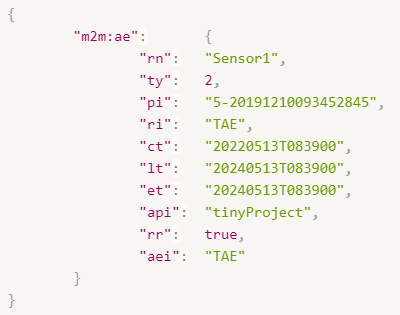 {
"m2m:ae": {
"rn": "Sensor1",
"ty": 2,
"pi": "5-20191210093452845",
"ri": "TAE",
"ct": "20220513T083900",
"lt": "20240513T083900",
"et": "20240513T083900",
"api": "tinyProject",
"rr": true,
"aei": "TAE"
}
}